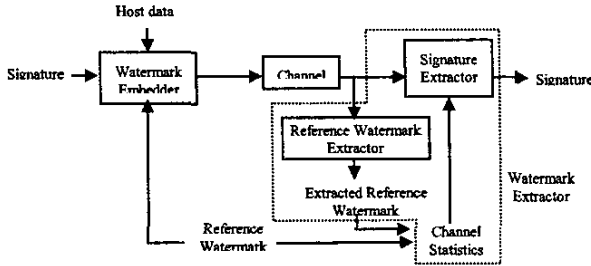 Host data
Signature
Watermark
Embedder
Channel
Signature
Extractor
Signature
Reference Watermark
Extractor
Extracted Reference
Watermark
Watermark
Extractor
Reference
Watermark
Channel
Statistics